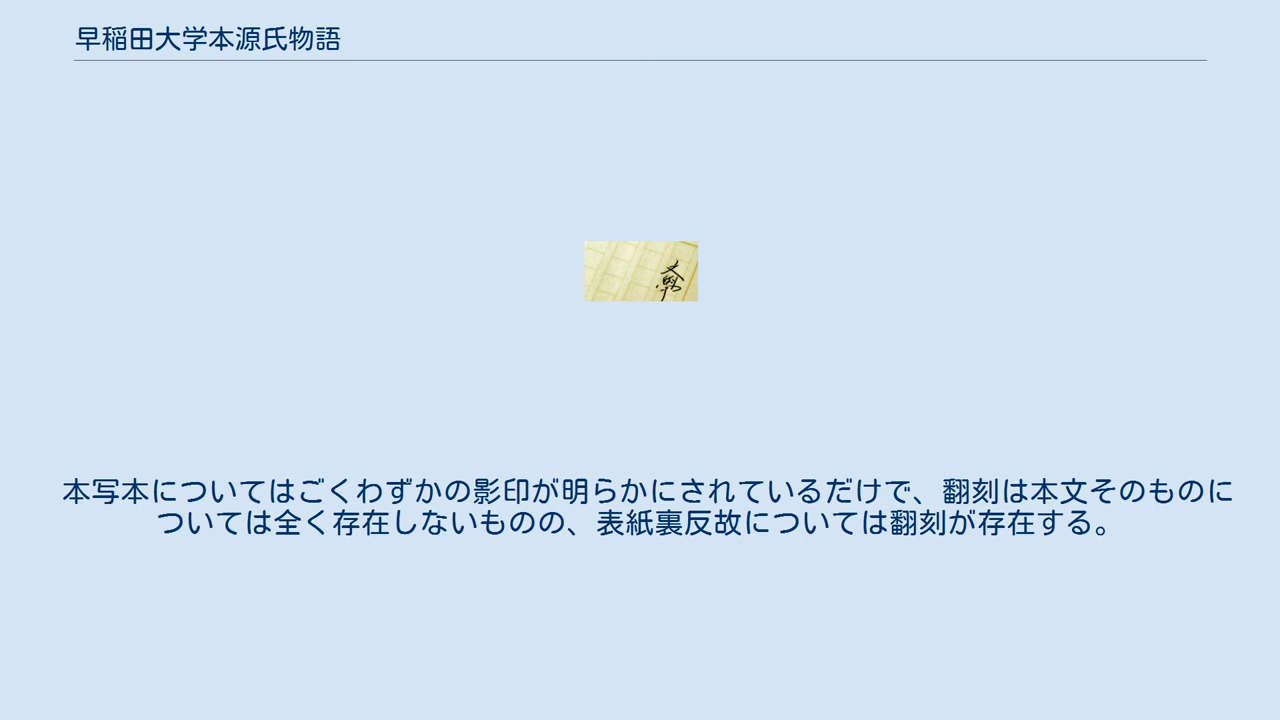 早稲田大学本源氏物語
本写本についてはごくわずかの影印が明らかにされているだけで、翻刻は本文そのものに
ついては全く存在しないものの、表紙裏反故については翻刻が存在する。